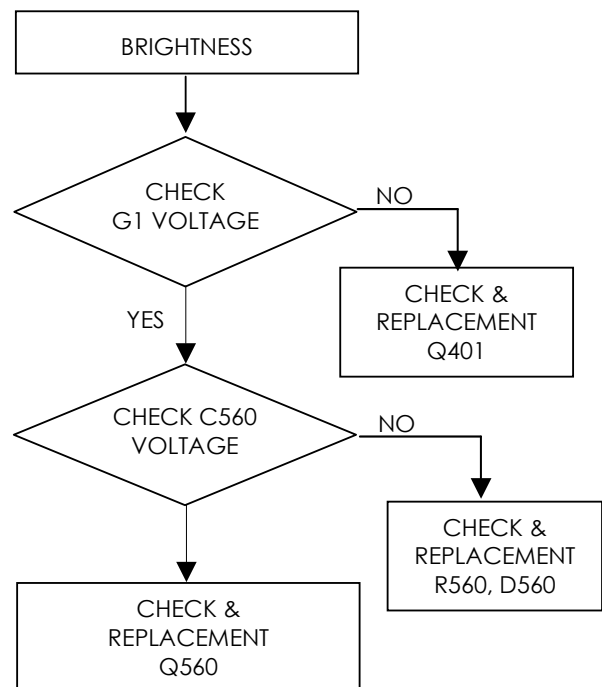 BRIGHTNESS
CHECK
G1 VOLTAGE
NO
CHECK &
REPLACEMENT
Q401
YES
CHECK C560
VOLTAGE
NO
CHECK &
REPLACEMENT
R560, D560
CHECK &
REPLACEMENT
Q560